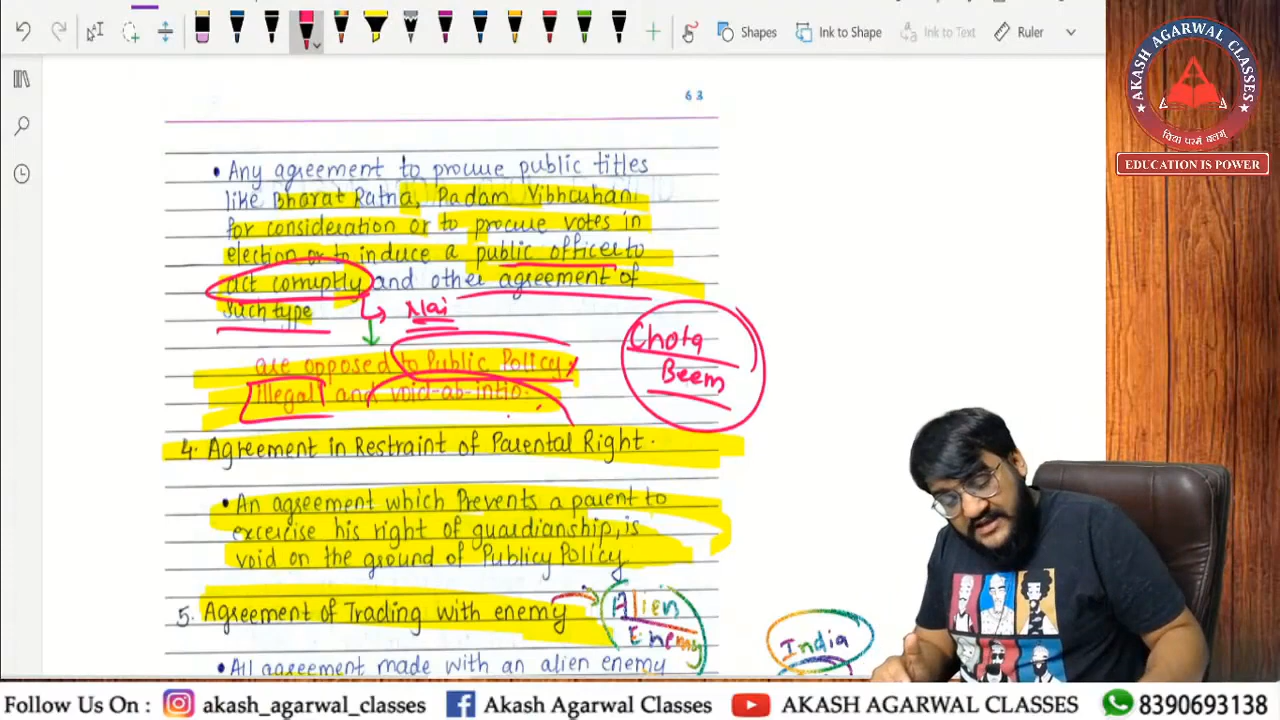 Shapes
Ink to Shape
Ink to Text
Ruler
AKASH AGARWAL CLASSES
विद्या परमं बलम्
EDUCATION IS POWER
63
• Any agreement to procure public titles
like Bharat Ratna, Padam Vibhushan
for consideration or to procure votes in
election or to induce a public officer to
act corruptly and other agreement of
such type
are opposed to Public Policy,
illegal and void-ab-intio.
Chota
Beem
4. Agreement in Restraint of Parental Right.
• An agreement which Prevents a parent to
excercise his right of guardianship, is
void on the ground of Publicy Policy.
5. Agreement of Trading with enemy
Alien
Enemy
India
• All agreement made with an alien enemy
Follow Us On : akash_agarwal_classes Akash Agarwal Classes AKASH AGARWAL CLASSES 8390693138